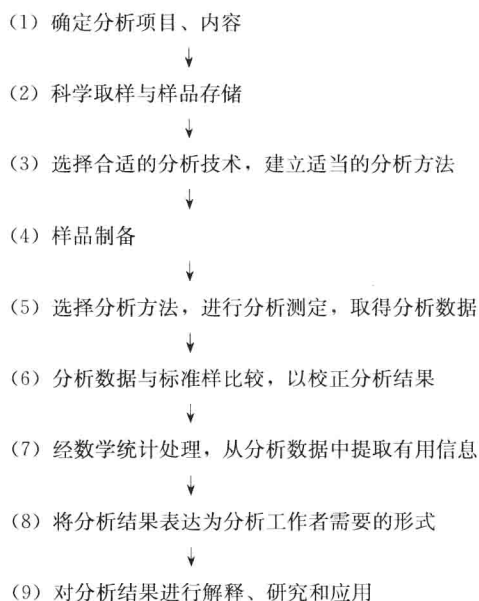 (1) 确定分析项目、内容
↓
(2) 科学取样与样品存储
↓
(3) 选择合适的分析技术，建立适当的分析方法
↓
(4) 样品制备
↓
(5) 选择分析方法，进行分析测定，取得分析数据
↓
(6) 分析数据与标准样比较，以校正分析结果
↓
(7) 经数学统计处理，从分析数据中提取有用信息
↓
(8) 将分析结果表达为分析工作者需要的形式
↓
(9) 对分析结果进行解释、研究和应用